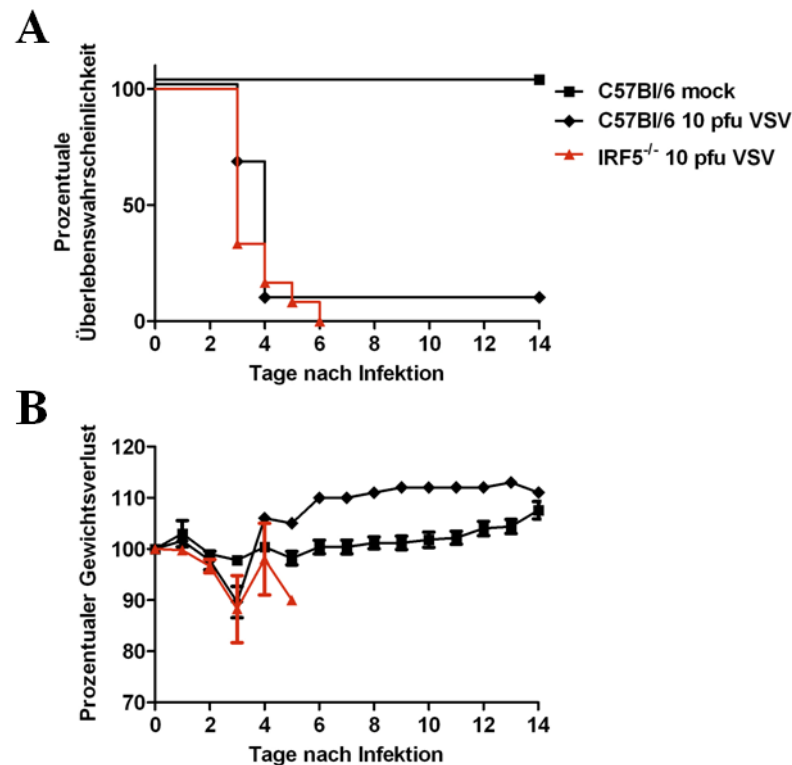 A
Prozentuale
Überlebenswahrscheinlichkeit
100
50
0
0 2 4 6 8 10 12 14
Tage nach Infektion
C57Bl/6 mock
C57Bl/6 10 pfu VSV
IRF5-/- 10 pfu VSV
B
Prozentualer Gewichtsverlust
120
110
100
90
80
70
0 2 4 6 8 10 12 14
Tage nach Infektion